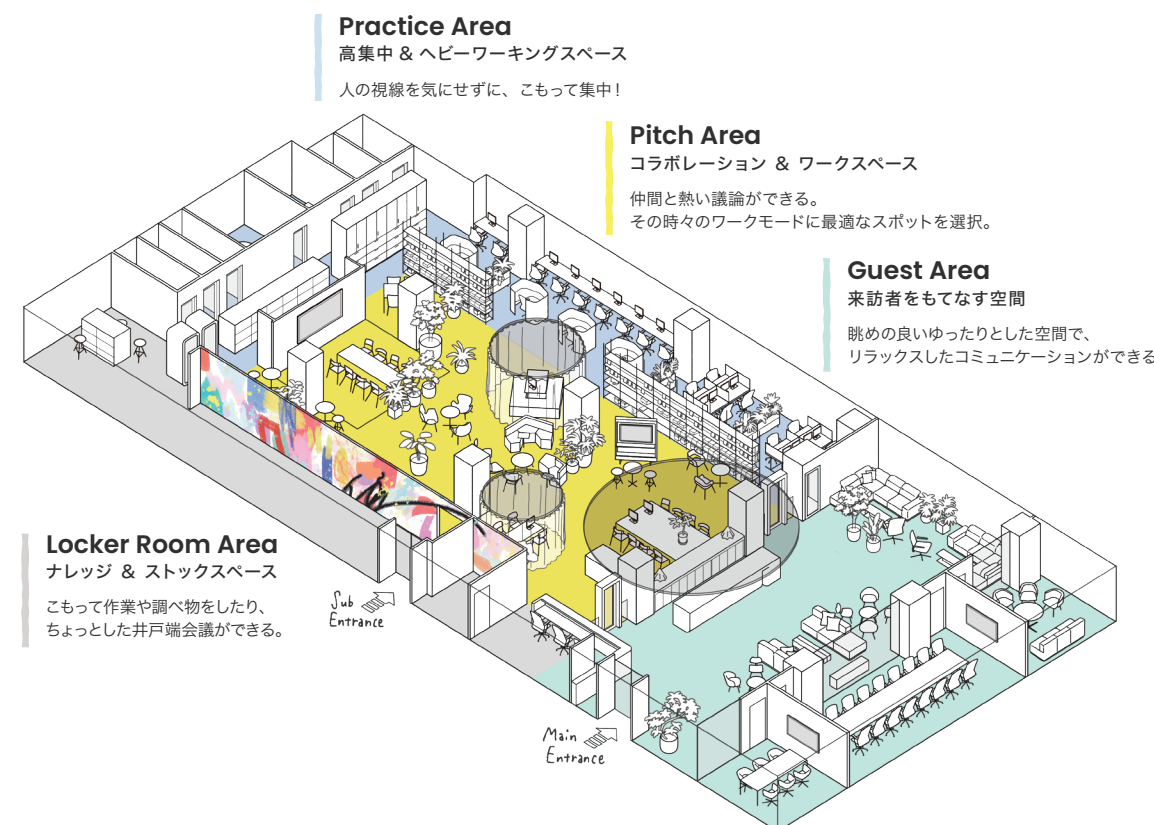 Practice Area
高集中 & ヘビーワーキングスペース
人の視線を気にせずに、こもって集中！
Pitch Area
コラボレーション & ワークスペース
仲間と熱い議論ができる。
その時々のワークモードに最適なスポットを選択。
Guest Area
来訪者をもてなす空間
眺めの良いゆったりとした空間で、
リラックスしたコミュニケーションができる
Locker Room Area
ナレッジ & ストックスペース
こもって作業や調べ物をしたり、
ちょっとした井戸端会議ができる。
Sub
Entrance
Main
Entrance